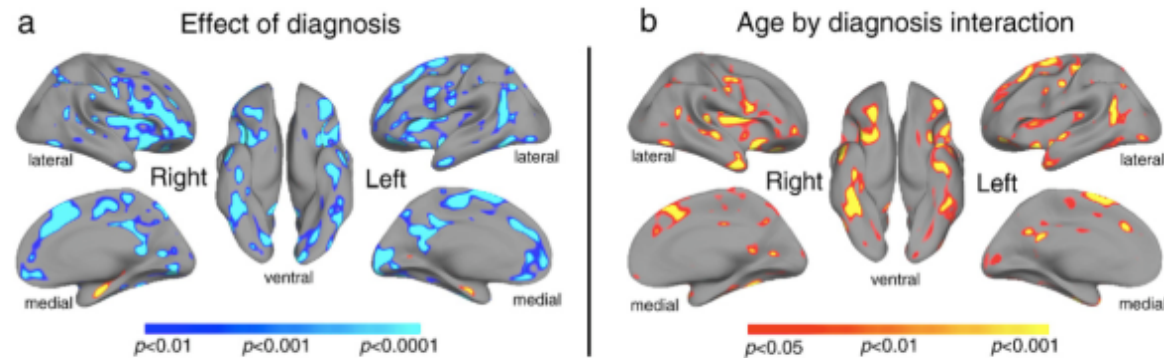 a Effect of diagnosis
lateral
Right
Left
lateral
medial
ventral
medial
p<0.01 p<0.001 p<0.0001
b Age by diagnosis interaction
lateral
Right
Left
lateral
medial
ventral
medial
p<0.05 p<0.01 p<0.001